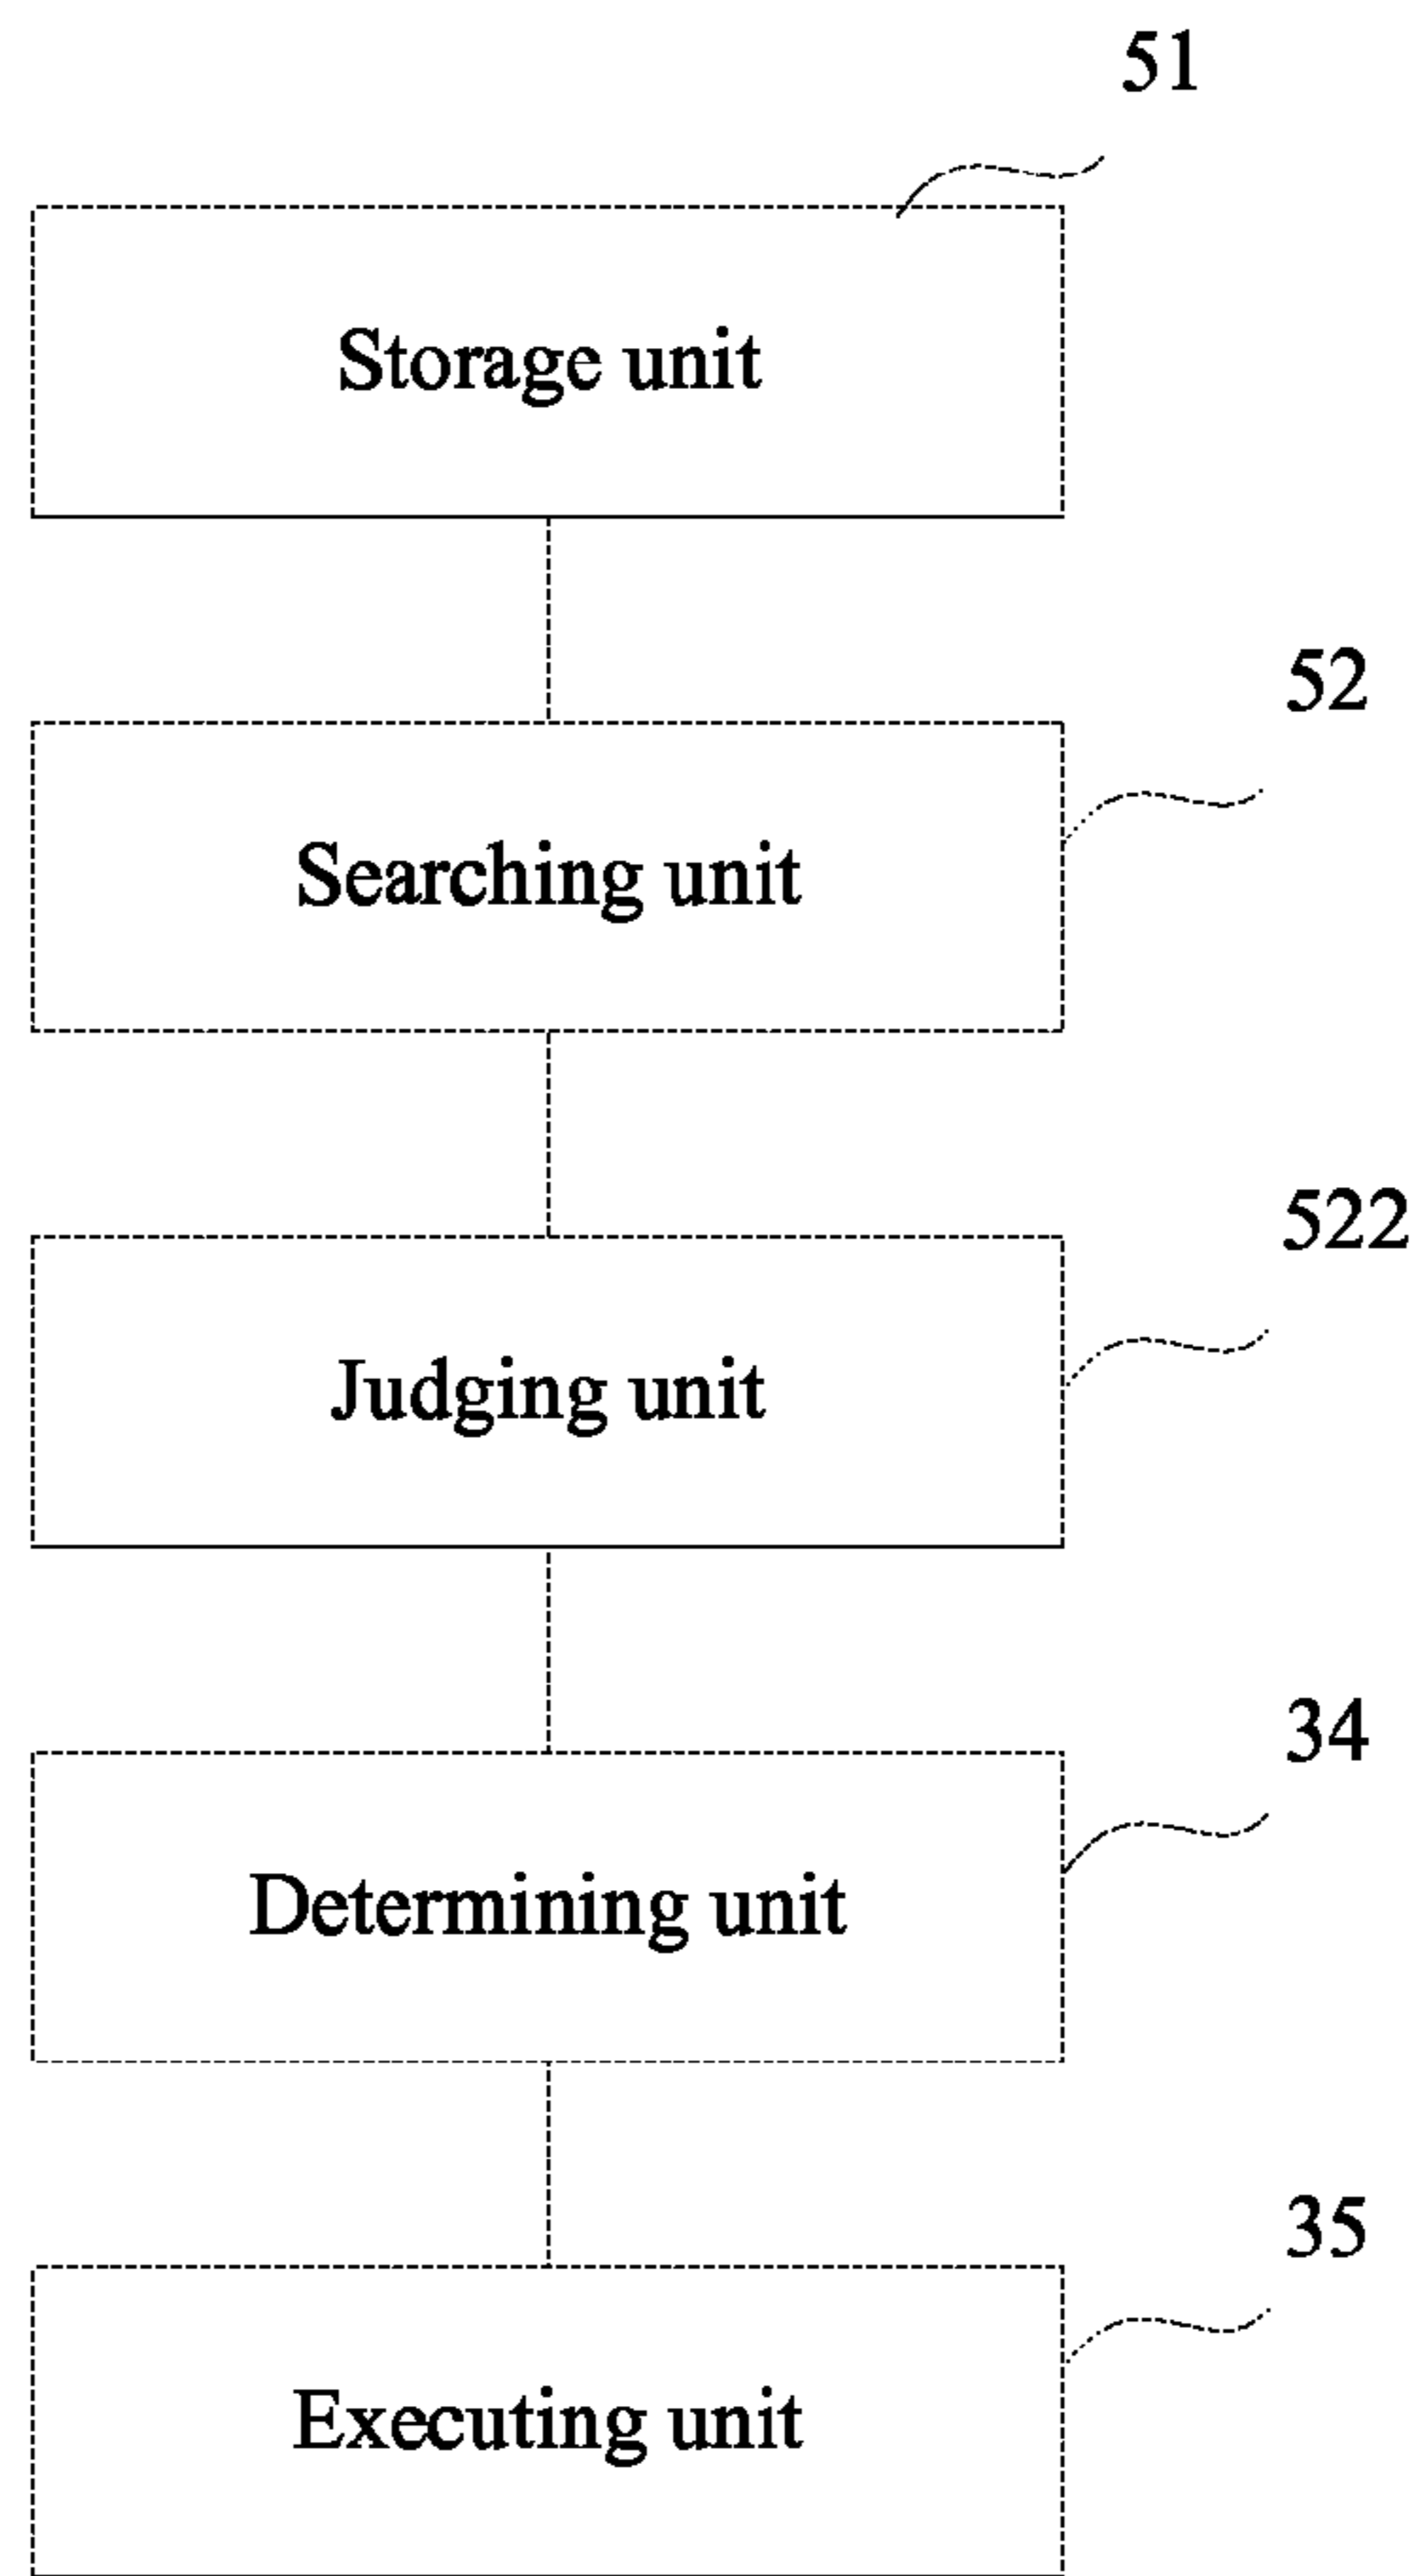 51
Storage unit
52
Searching unit
522
Judging unit
34
Determining unit
35
Executing unit